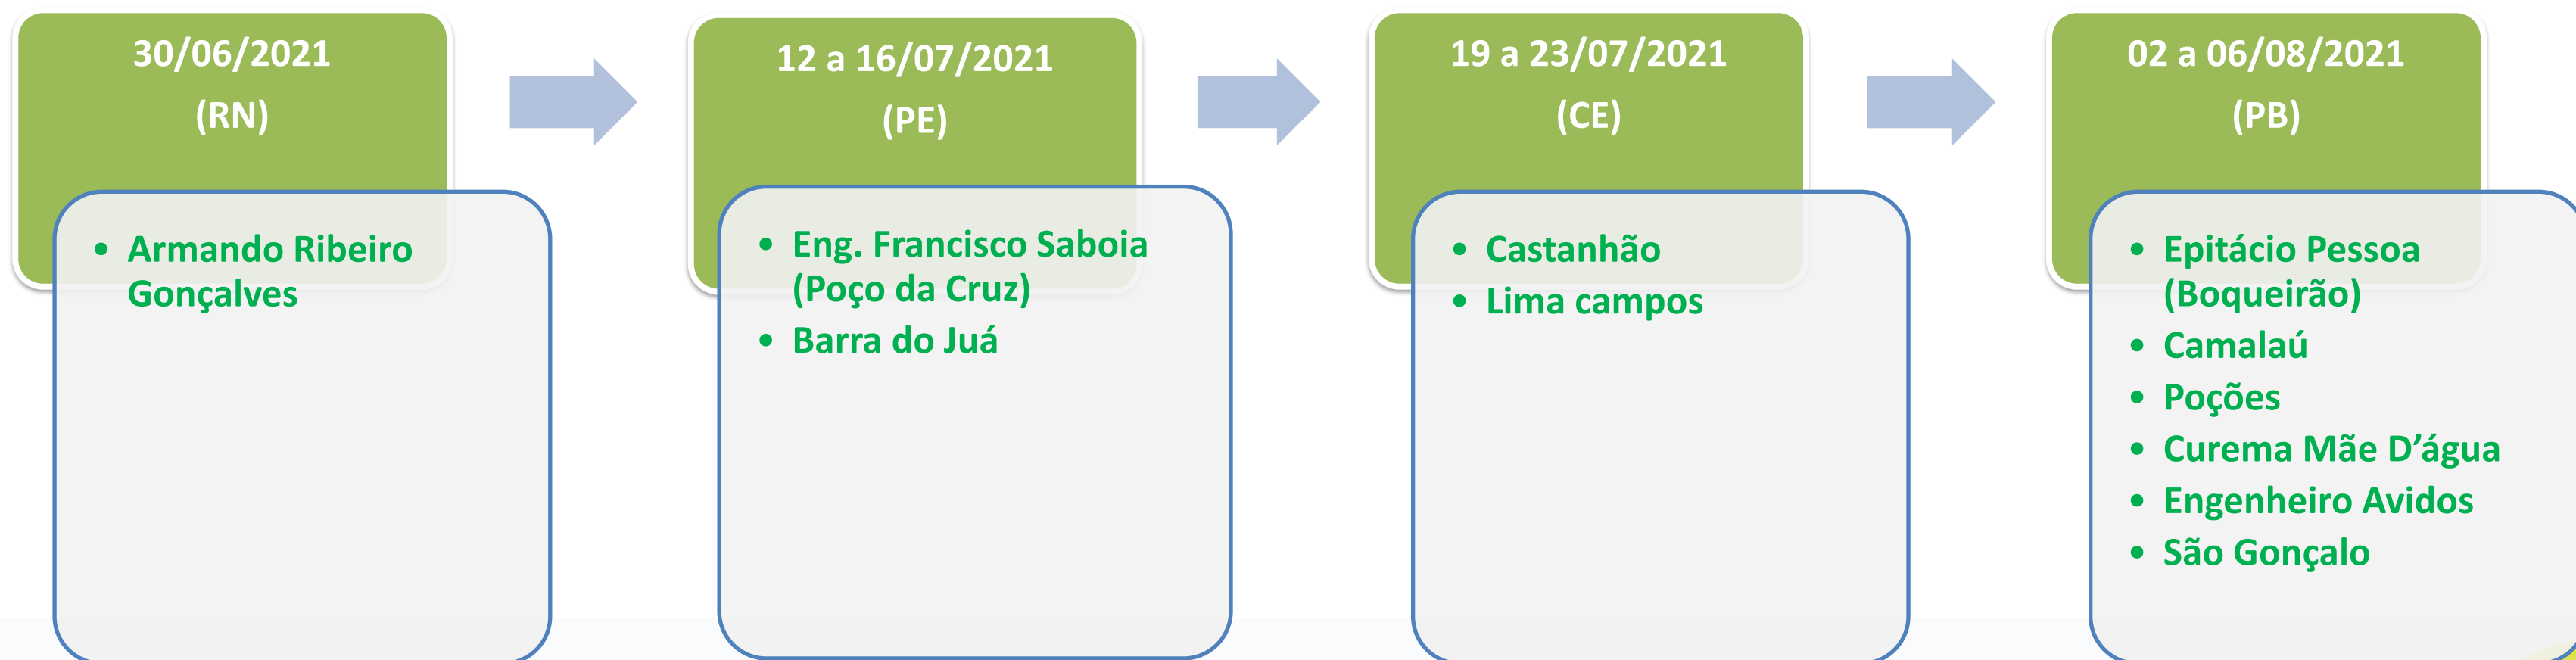 30/06/2021
(RN)
• Armando Ribeiro
Gonçalves
12 a 16/07/2021
(PE)
• Eng. Francisco Saboia
(Poço da Cruz)
• Barra do Juá
19 a 23/07/2021
(CE)
• Castanhão
• Lima campos
02 a 06/08/2021
(PB)
• Epitácio Pessoa
(Boqueirão)
• Camalaú
• Poções
• Curema Mãe D’água
• Engenheiro Avidos
• São Gonçalo